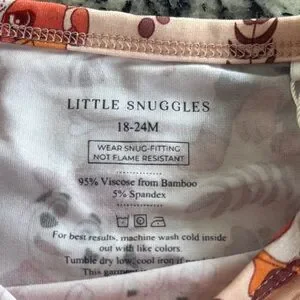 LITTLE SNUGGLES
18-24M
WEAR SNUG-FITTING
NOT FLAME RESISTANT
95% Viscose from Bamboo
5% Spandex
For best results, machine wash cold inside
out with like colors.
Tumble dry low, cool iron if
This